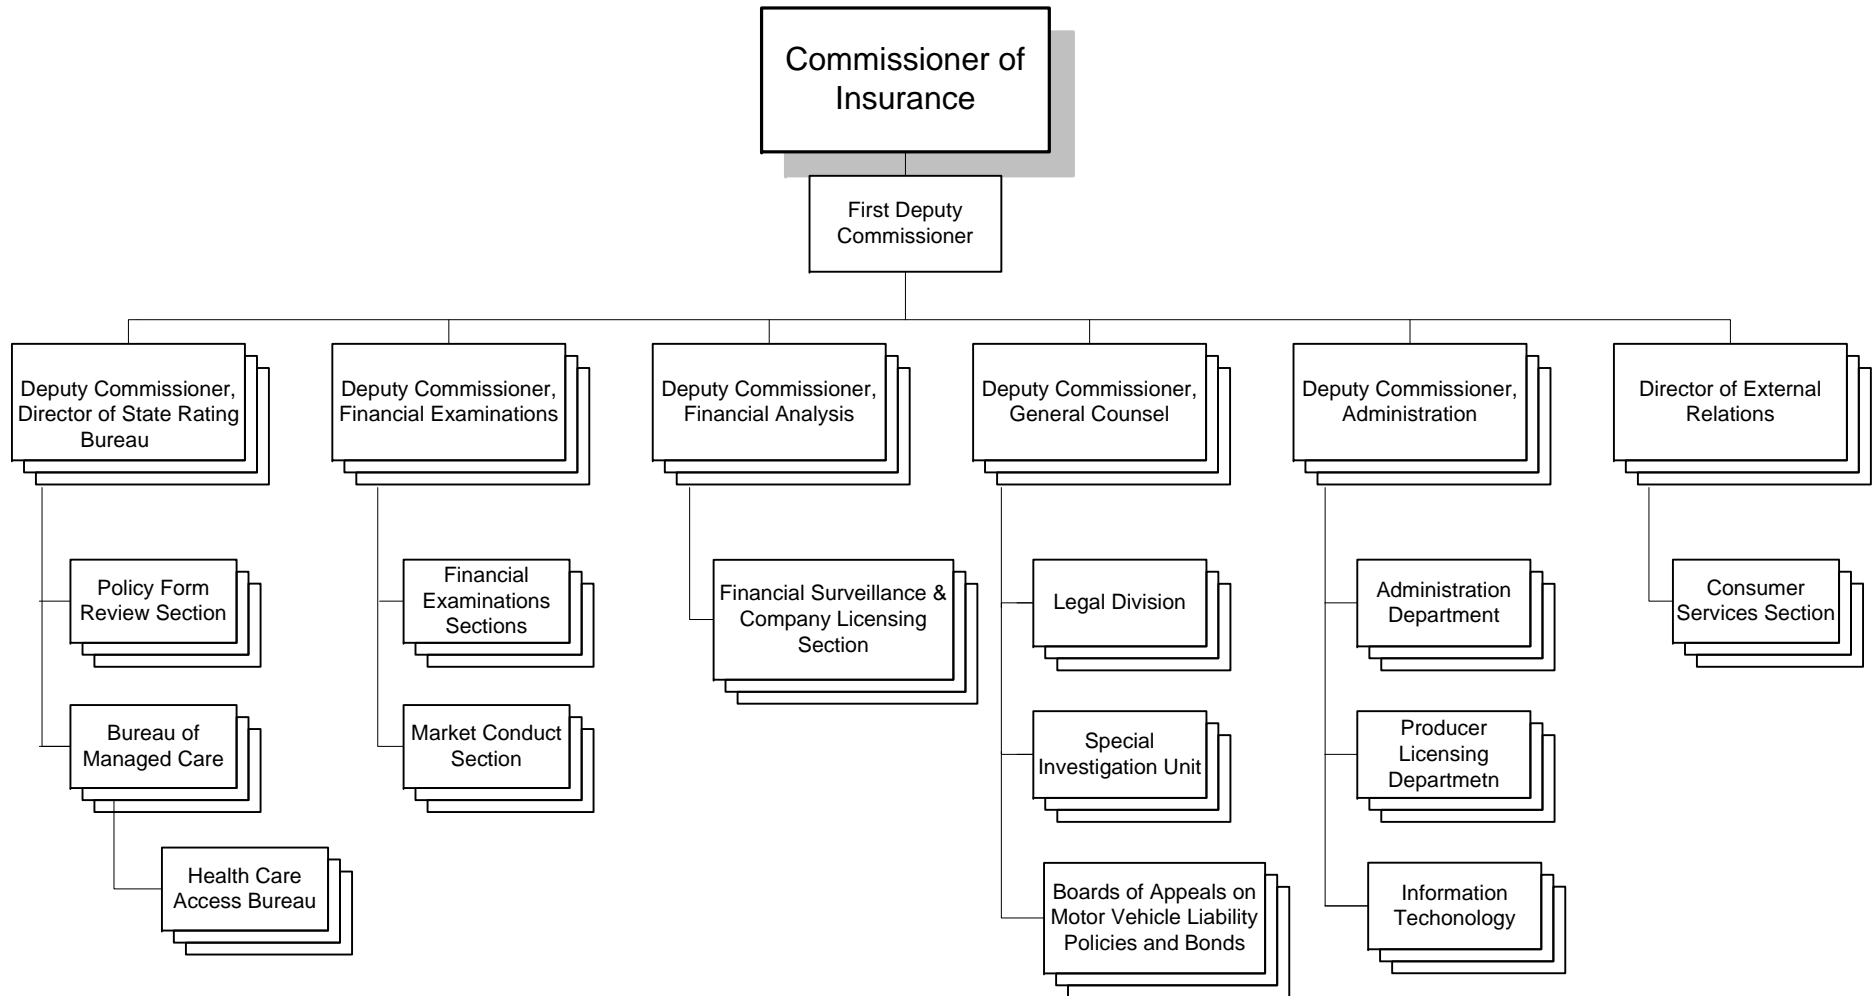 Commissioner of
Insurance
First Deputy
Commissioner
Deputy Commissioner,
Director of State Rating
Bureau
Deputy Commissioner,
Financial Examinations
Deputy Commissioner,
Financial Analysis
Deputy Commissioner,
General Counsel
Deputy Commissioner,
Administration
Director of External
Relations
Policy Form
Review Section
Bureau of
Managed Care
Health Care
Access Bureau
Financial
Examinations
Sections
Market Conduct
Section
Financial Surveillance &
Company Licensing
Section
Legal Division
Special
Investigation Unit
Boards of Appeals on
Motor Vehicle Liability
Policies and Bonds
Administration
Department
Producer
Licensing
Departmetn
Information
Techonology
Consumer
Services Section